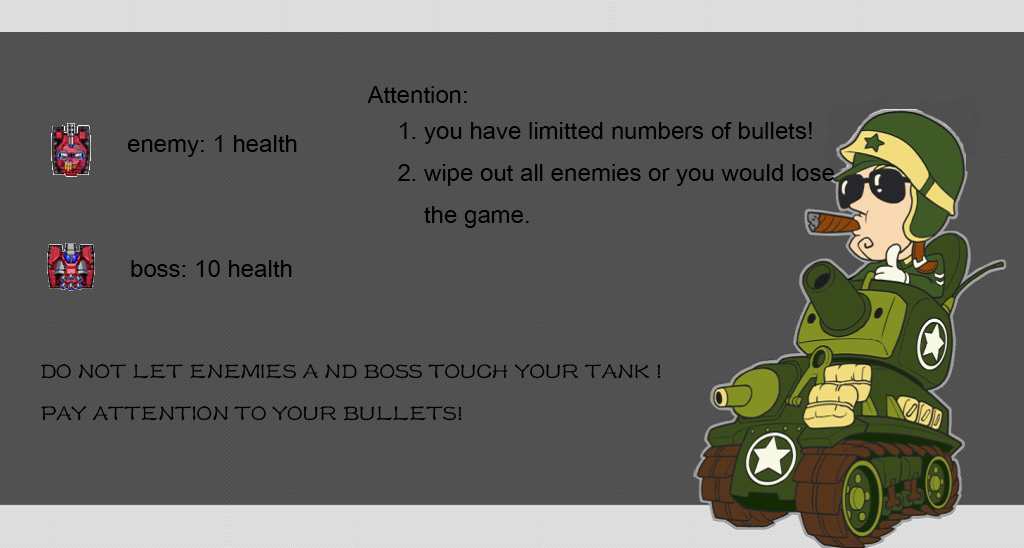 Attention:
1. you have limitted numbers of bullets!
enemy: 1 health
2. wipe out all enemies or you would lose
the game.
boss: 10 health
DO NOT LET ENEMIES A ND BOSS TOUCH YOUR TANK !
PAY ATTENTION TO YOUR BULLETS!